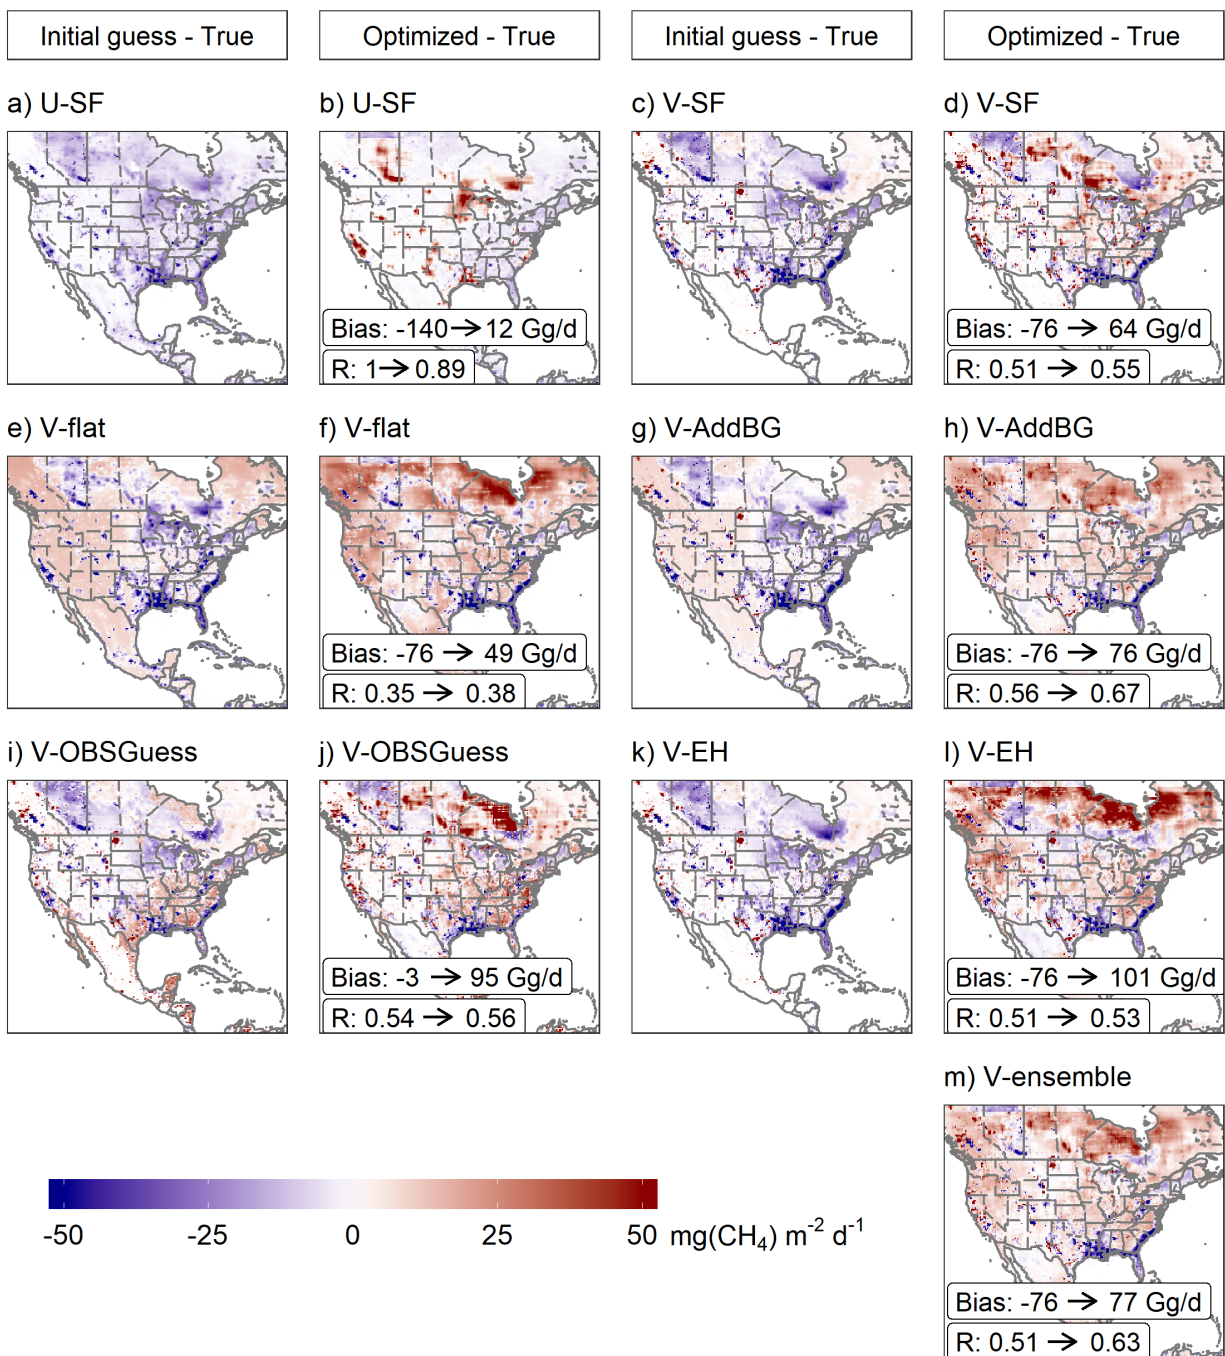 Initial guess - True
Optimized - True
Initial guess - True
Optimized - True
a) U-SF
b) U-SF
c) V-SF
d) V-SF
Bias: -140→12 Gg/d
R: 1→0.89
Bias: -76 → 64 Gg/d
R: 0.51 → 0.55
e) V-flat
f) V-flat
g) V-AddBG
h) V-AddBG
Bias: -76 → 49 Gg/d
R: 0.35 → 0.38
Bias: -76 → 76 Gg/d
R: 0.56 → 0.67
i) V-OBSGuess
j) V-OBSGuess
k) V-EH
l) V-EH
Bias: -3 → 95 Gg/d
R: 0.54 → 0.56
Bias: -76 → 101 Gg/d
R: 0.51 → 0.53
m) V-ensemble
Bias: -76 → 77 Gg/d
R: 0.51 → 0.63
-50 -25 0 25 50 mg(CH₄) m⁻² d⁻¹